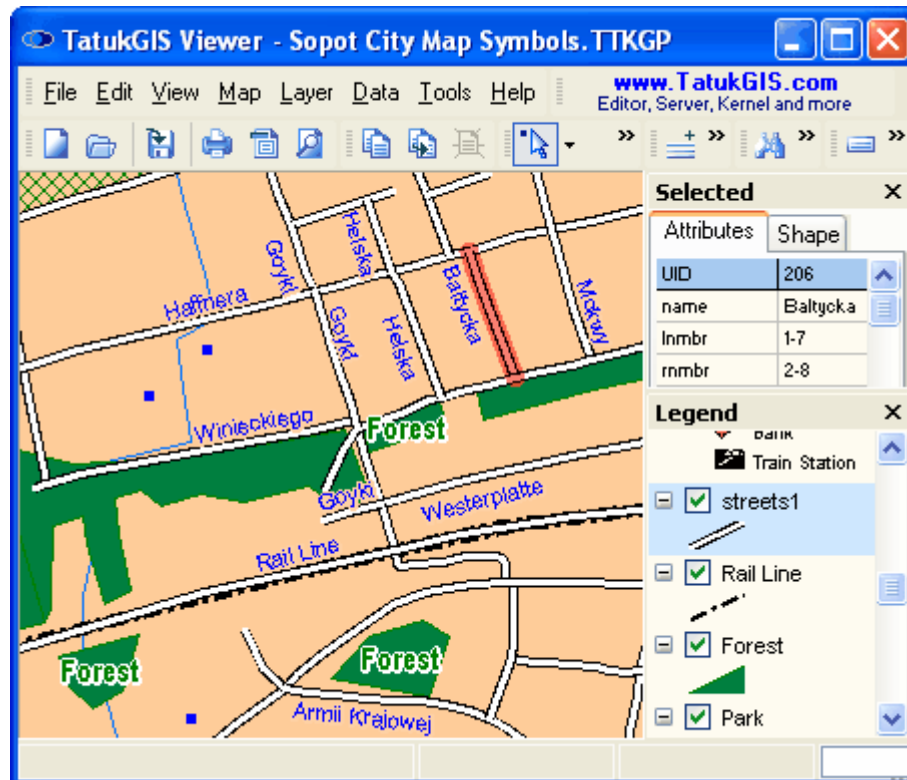 TatukGIS Viewer - Sopot City Map Symbols.TTKGP
File Edit View Map Layer Data Tools Help
www.TatukGIS.com
Editor, Server, Kernel and more
Selected
Attributes Shape
UID 206
name Baltycka
lnmbr 1-7
rnmbr 2-8
Legend
Bank
Train Station
streets1
Rail Line
Forest
Park
Goyki
Helska
Haffnera
Bałtycka
Mokwy
Goyki
Helska
Winieckiego
Forest
Goyki
Westerplatte
Rail Line
Forest
Forest
Armii Krajowej